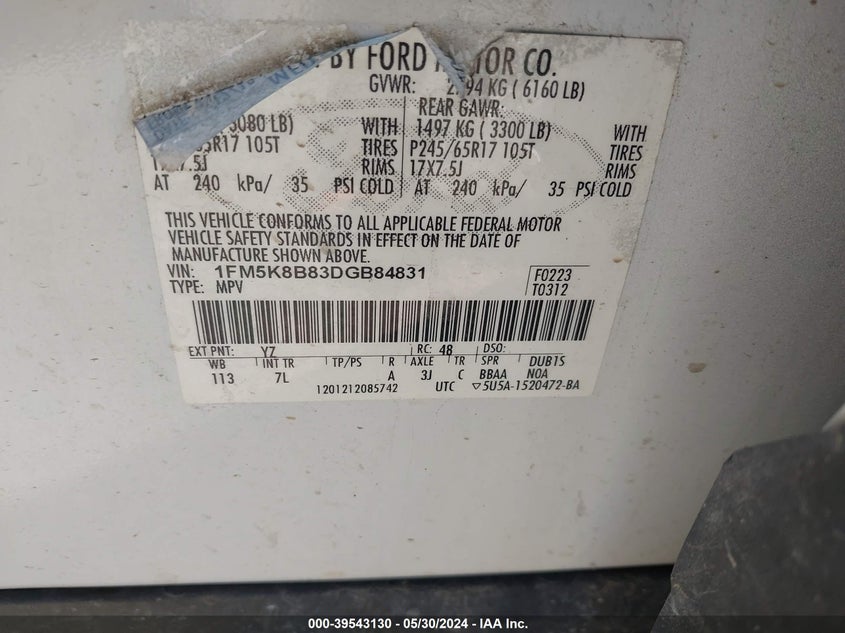 BY FORD MOTOR CO.
GVWR: 2794 KG ( 6160 LB)
REAR GAWR:
3080 LB) WITH 1497 KG ( 3300 LB) WITH
65R17 105T TIRES P245/65R17 105T TIRES
17X7.5J RIMS 17X7.5J RIMS
AT 240 kPa/ 35 PSI COLD AT 240 kPa/ 35 PSI COLD
THIS VEHICLE CONFORMS TO ALL APPLICABLE FEDERAL MOTOR
VEHICLE SAFETY STANDARDS IN EFFECT ON THE DATE OF
MANUFACTURE SHOWN ABOVE.
VIN: 1FM5K8B83DGB84831 F0223
TYPE: MPV T0312
EXT PNT: YZ RC: 48 DSO:
WB INT TR TP/PS R AXLE TR SPR DUB1S
113 7L A 3J C BBAA N0A
1201212085742 UTC ▽5U5A-1520472-BA
000-39543130 - 05/30/2024 - IAA Inc.